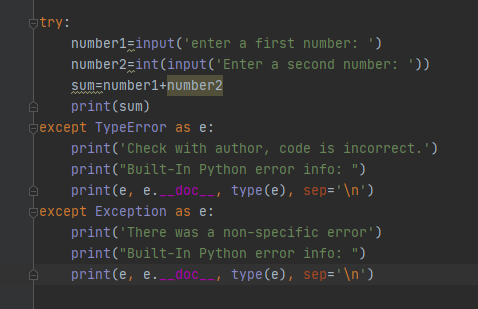 try:
    number1=input('enter a first number: ')
    number2=int(input('Enter a second number: '))
    sum=number1+number2
    print(sum)
except TypeError as e:
    print('Check with author, code is incorrect.')
    print("Built-In Python error info: ")
    print(e, e.__doc__, type(e), sep='\n')
except Exception as e:
    print('There was a non-specific error')
    print("Built-In Python error info: ")
    print(e, e.__doc__, type(e), sep='\n')